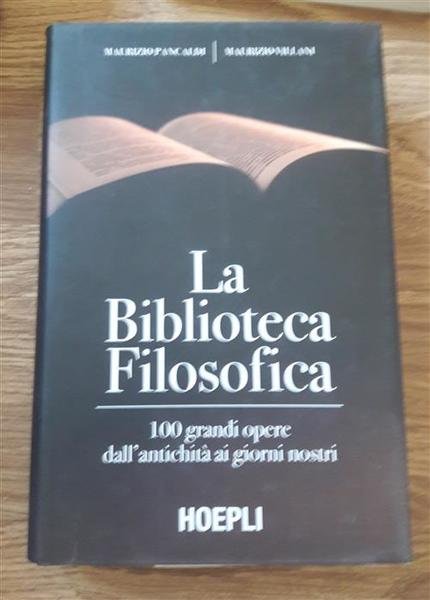 MAURIZIO PANCALDI | MAURIZIO VILLANI
La
Biblioteca
Filosofica
100 grandi opere
dall'antichità ai giorni nostri
HOEPLI